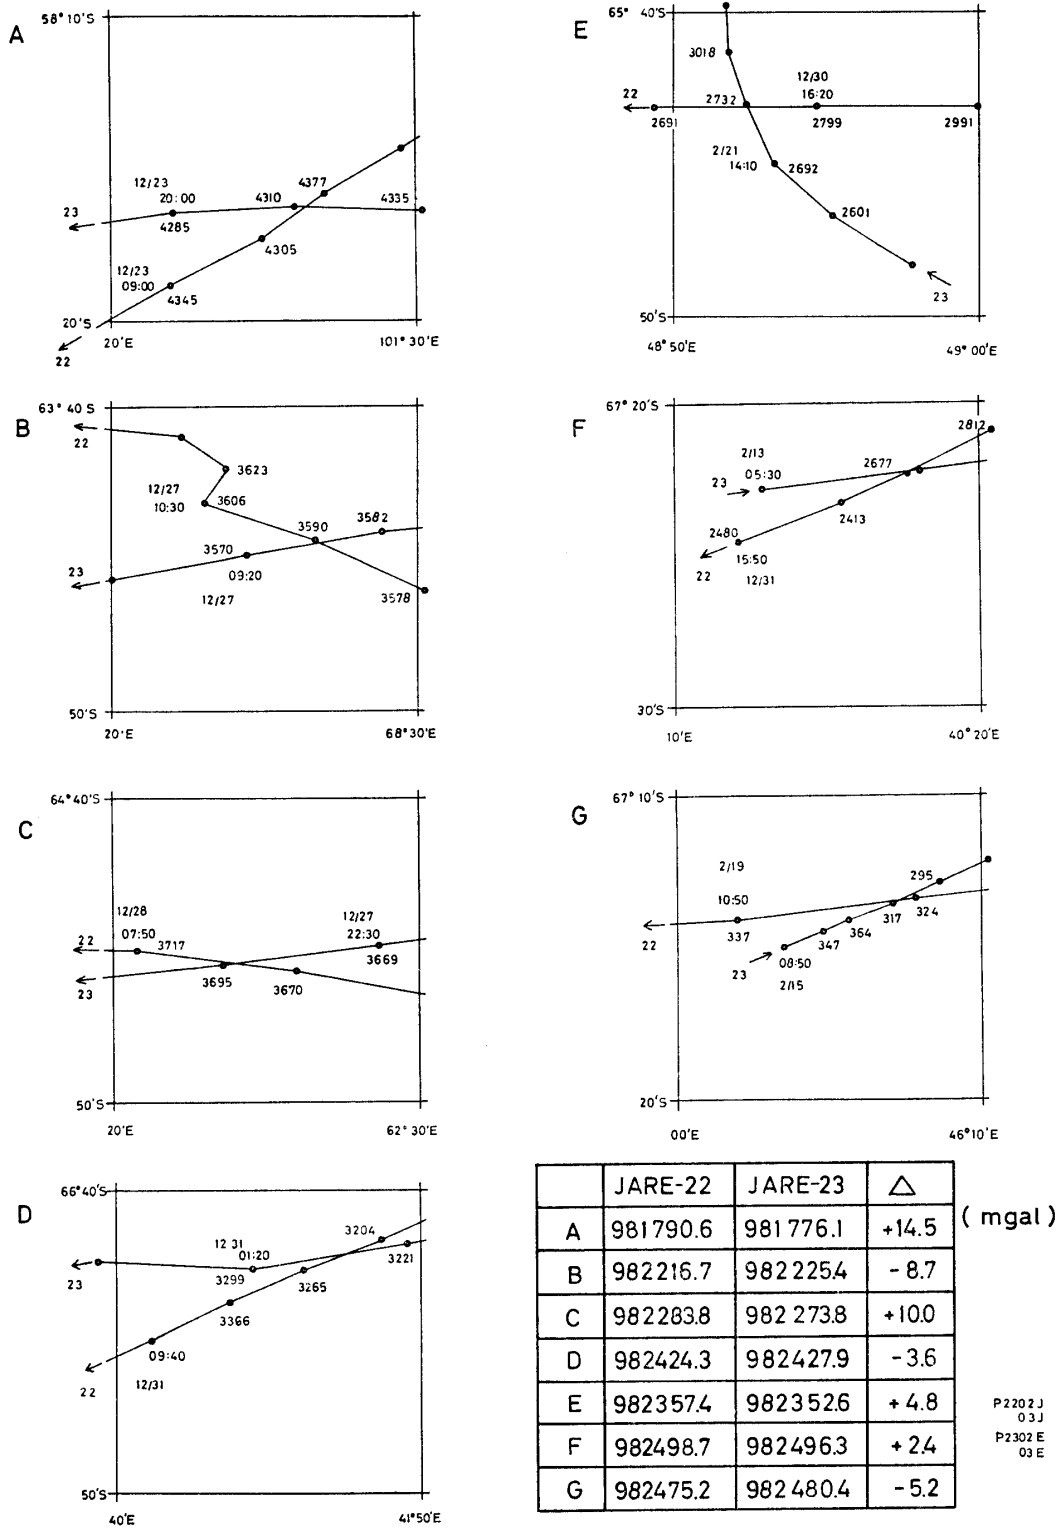 A
58°10'S
12/23
20:00
4310
4377
4335
23
4285
4305
12/23
09:00
4345
20'S
22
20'E
101°30'E
B
63°40'S
22
3623
12/27
10:30
3606
3590
3582
3570
23
09:20
12/27
3578
50'S
20'E
68°30'E
C
64°40'S
12/28
07:50
12/27
22:30
22
3717
3669
3695
3670
23
50'S
20'E
62°30'E
D
66°40'S
3204
12 31
01:20
23
3299
3221
3265
3366
09:40
22
12/31
50'S
40'E
41°50'E
E
65° 40'S
3018
12/30
16:20
22
2732
2691
2799
2991
2/21
14:10
2692
2601
23
50'S
48°50'E
49°00'E
F
67°20'S
2812
2/13
05:30
2677
23
2480
2413
15:50
22
12/31
30'S
10'E
40°20'E
G
67°10'S
2/19
295
10:50
317
324
22
337
347
364
23
08:50
2/15
20'S
00'E
46°10'E
JARE-22 JARE-23 △
(mgal)
A 981790.6 981776.1 +14.5
B 982216.7 982225.4 -8.7
C 982283.8 982273.8 +10.0
D 982424.3 982427.9 -3.6
E 982357.4 982352.6 +4.8
F 982498.7 982496.3 +2.4
G 982475.2 982480.4 -5.2
P2202J
03J
P2302E
03E